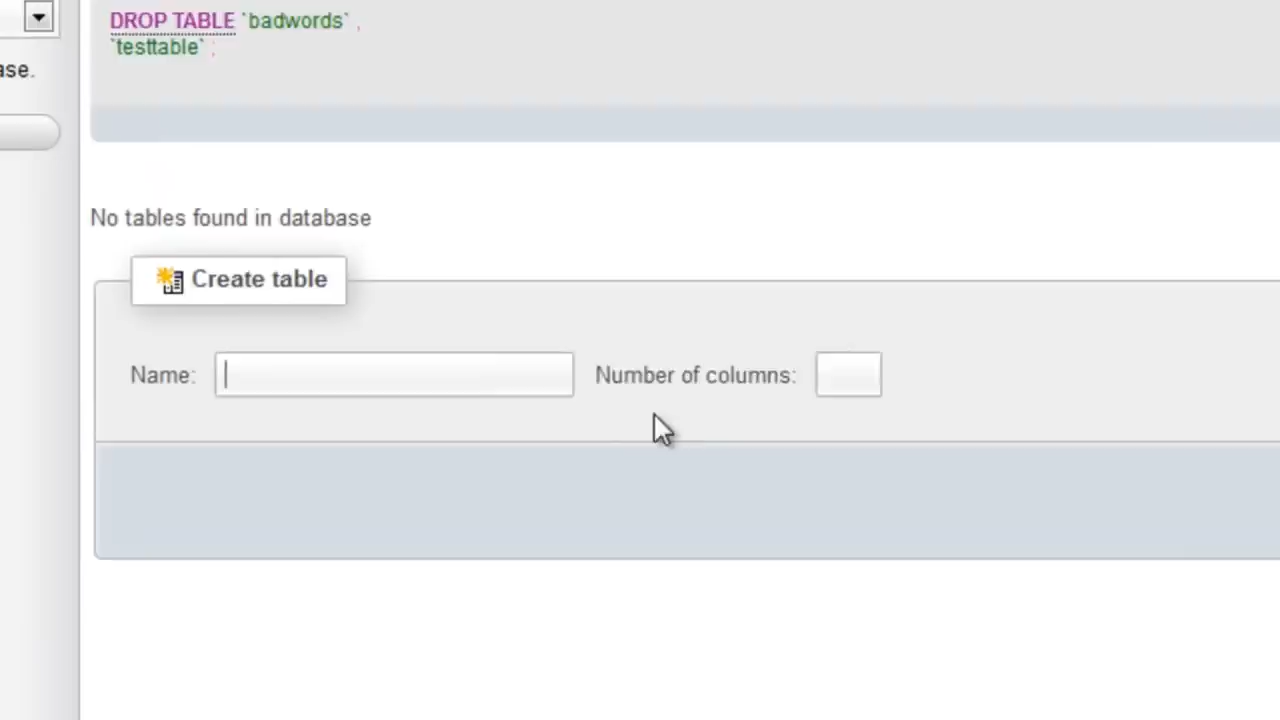 DROP TABLE `badwords` ,
`testtable` ;
ase.
No tables found in database
Create table
Name:
Number of columns: